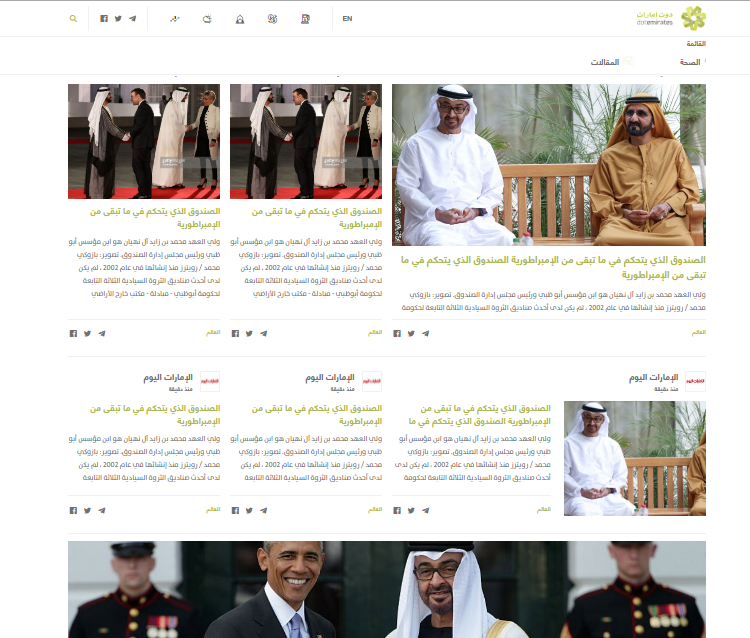 دوت إمارات
dotemirates
EN
القائمة
الصحة
المقالات
الصندوق الذي يتحكم في ما تبقى من الإمبراطورية الصندوق الذي يتحكم في ما
تبقى من الإمبراطورية
ولي العهد محمد بن زايد آل نهيان هو ابن مؤسس أبو ظبي ورئيس مجلس إدارة الصندوق. تصوير: بازوكي
محمد / رويترز منذ إنشائها في عام 2002 ، لم يكن لدى أحدث صناديق الثروة السيادية الثلاثة التابعة لحكومة
العالم
الصندوق الذي يتحكم في ما تبقى من
الإمبراطورية
ولي العهد محمد بن زايد آل نهيان هو ابن مؤسس أبو
ظبي ورئيس مجلس إدارة الصندوق. تصوير: بازوكي
محمد / رويترز منذ إنشائها في عام 2002 ، لم يكن
لدى أحدث صناديق الثروة السيادية الثلاثة التابعة
لحكومة أبوظبي - مبادلة - مكتب خارج الأراضي
العالم
الصندوق الذي يتحكم في ما تبقى من
الإمبراطورية
ولي العهد محمد بن زايد آل نهيان هو ابن مؤسس أبو
ظبي ورئيس مجلس إدارة الصندوق. تصوير: بازوكي
محمد / رويترز منذ إنشائها في عام 2002 ، لم يكن
لدى أحدث صناديق الثروة السيادية الثلاثة التابعة
لحكومة أبوظبي - مبادلة - مكتب خارج الأراضي
العالم
الإمارات اليوم
منذ دقيقة
الصندوق الذي يتحكم في ما تبقى من
الإمبراطورية الصندوق الذي يتحكم في ما
ولي العهد محمد بن زايد آل نهيان هو ابن مؤسس أبو
ظبي ورئيس مجلس إدارة الصندوق. تصوير: بازوكي
محمد / رويترز منذ إنشائها في عام 2002 ، لم يكن لدى
أحدث صناديق الثروة السيادية الثلاثة التابعة لحكومة
العالم
الإمارات اليوم
منذ دقيقة
الصندوق الذي يتحكم في ما تبقى من
الإمبراطورية
ولي العهد محمد بن زايد آل نهيان هو ابن مؤسس أبو
ظبي ورئيس مجلس إدارة الصندوق. تصوير: بازوكي
محمد / رويترز منذ إنشائها في عام 2002 ، لم يكن
لدى أحدث صناديق الثروة السيادية الثلاثة التابعة
العالم
الإمارات اليوم
منذ دقيقة
الصندوق الذي يتحكم في ما تبقى من
الإمبراطورية
ولي العهد محمد بن زايد آل نهيان هو ابن مؤسس أبو
ظبي ورئيس مجلس إدارة الصندوق. تصوير: بازوكي
محمد / رويترز منذ إنشائها في عام 2002 ، لم يكن
لدى أحدث صناديق الثروة السيادية الثلاثة التابعة
العالم